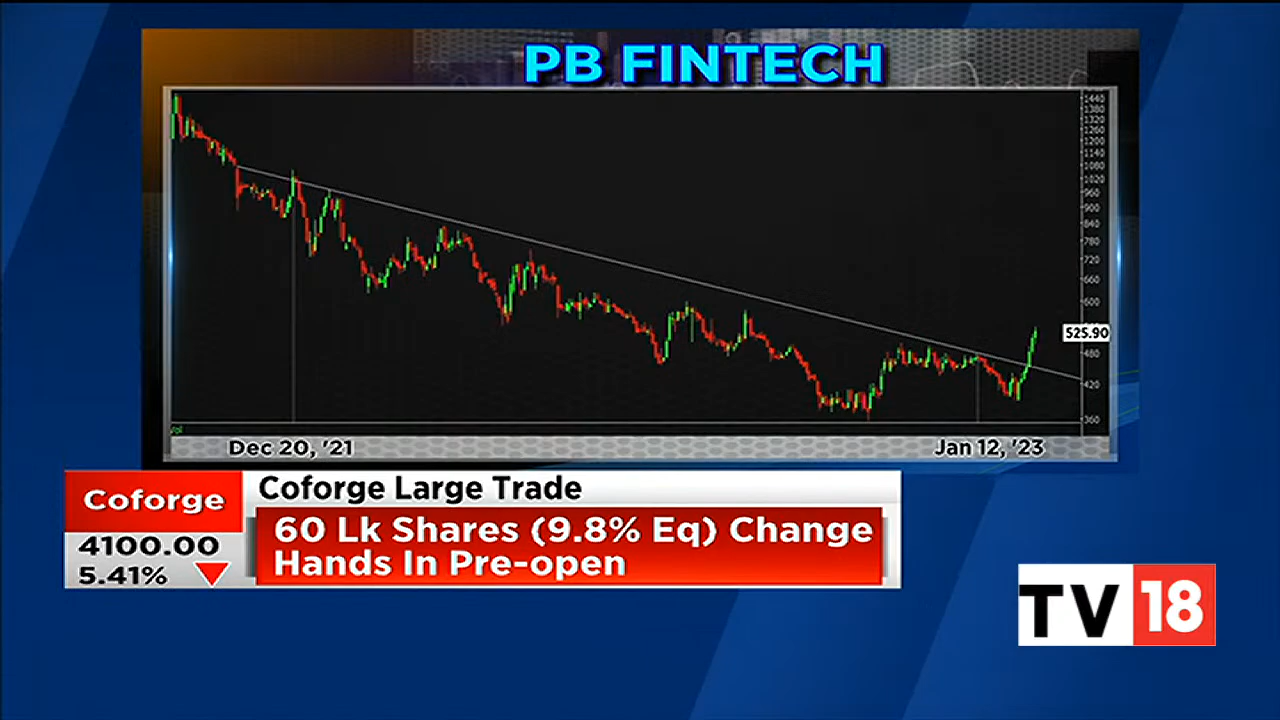 PB FINTECH
1440
1380
1320
1260
1200
1140
1080
1020
960
900
840
780
720
660
600
525.90
480
420
360
Vol
Dec 20, '21
Jan 12, '23
Coforge
4100.00
5.41%
Coforge Large Trade
60 Lk Shares (9.8% Eq) Change
Hands In Pre-open
TV18